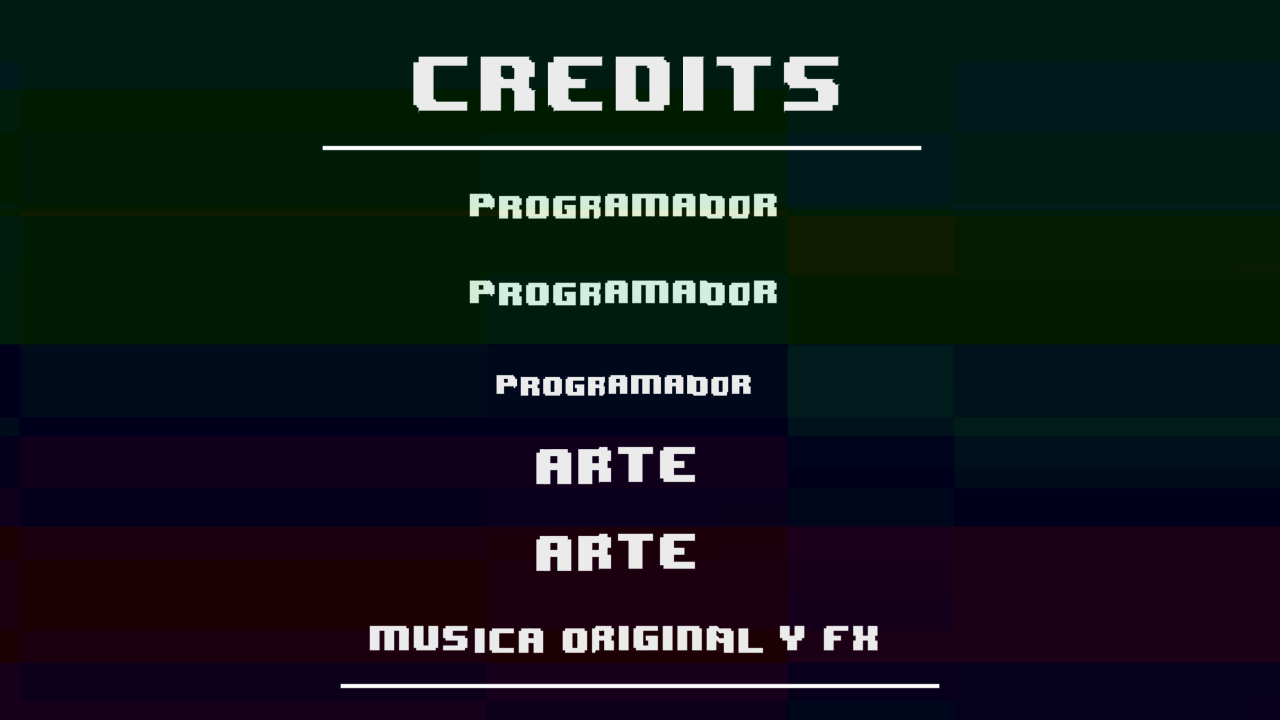 CREDITS
PROGRAMADOR
PROGRAMADOR
PROGRAMADOR
ARTE
ARTE
MUSICA ORIGINAL Y FX